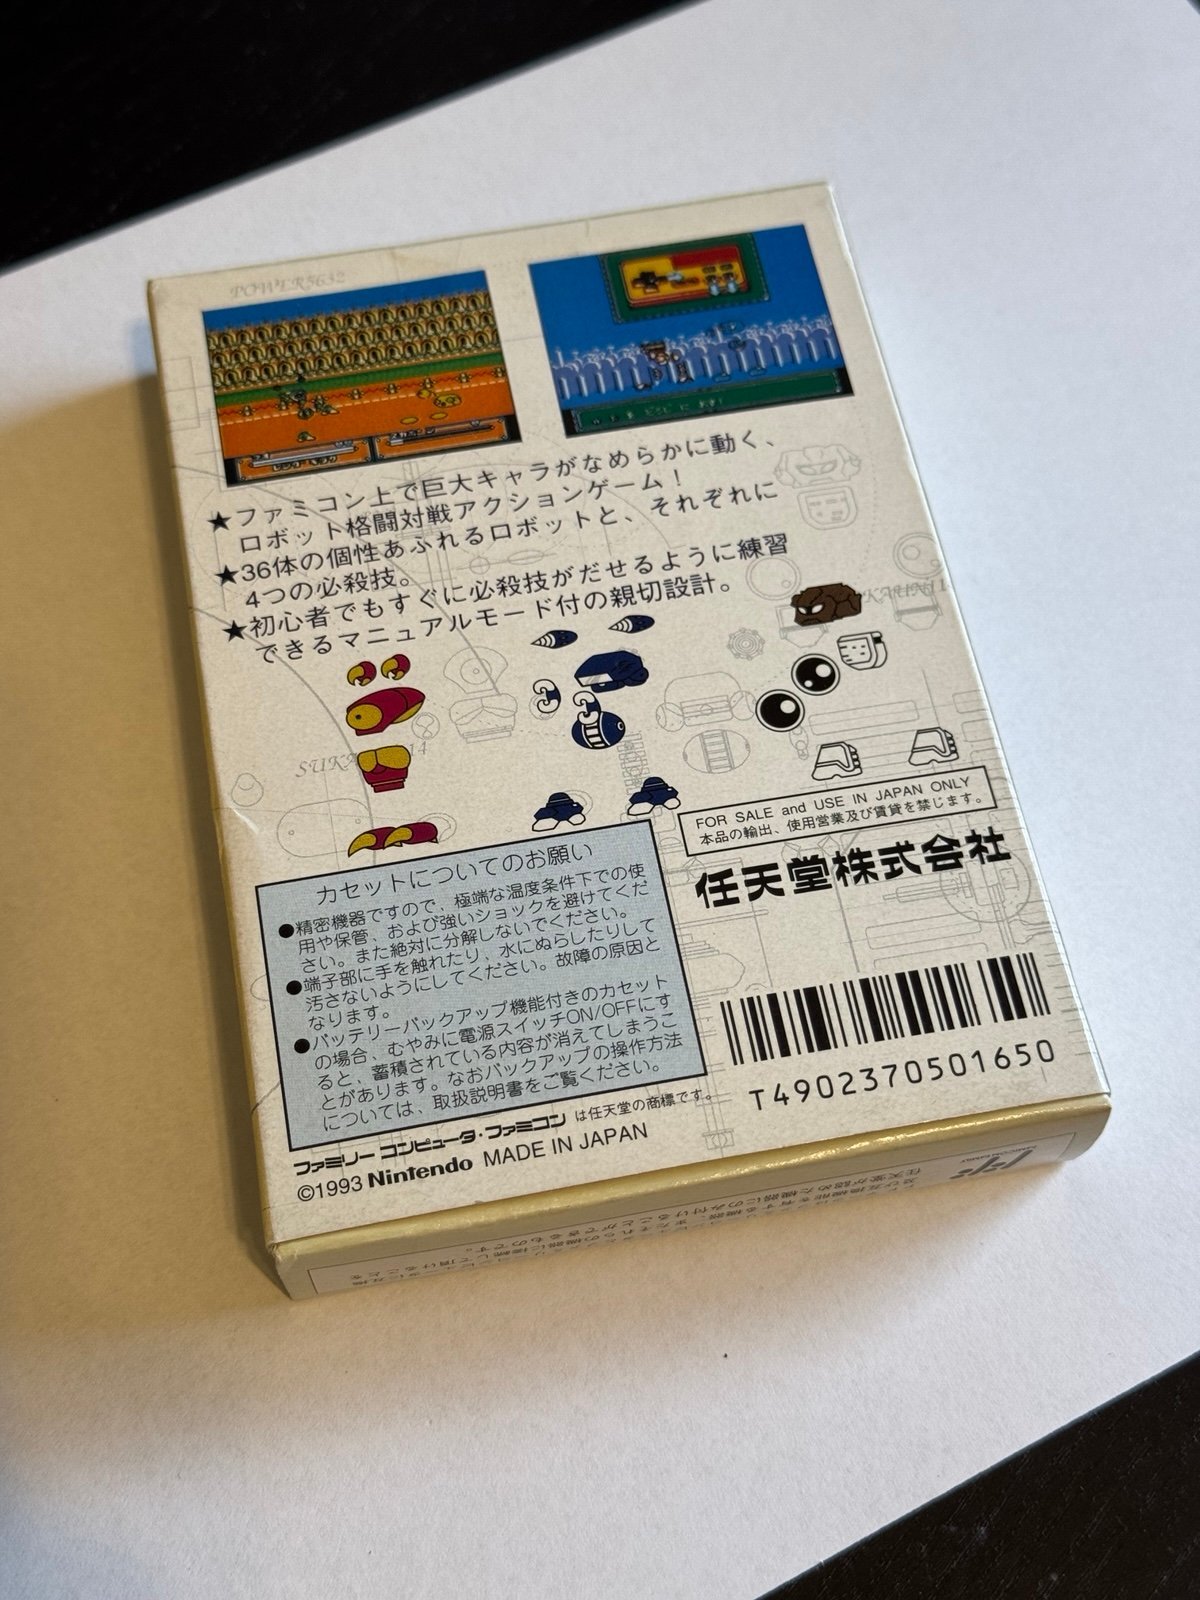 POWER5632
★ファミコン上で巨大キャラがなめらかに動く、
ロボット格闘対戦アクションゲーム！
★36体の個性あふれるロボットと、それぞれに
4つの必殺技。
★初心者でもすぐに必殺技がだせるように練習
できるマニュアルモード付の親切設計。
FOR SALE and USE IN JAPAN ONLY
本品の輸出、使用営業及び賃貸を禁じます。
任天堂株式会社
カセットについてのお願い
●精密機器ですので、極端な温度条件下での使
用や保管、および強いショックを避けてくだ
さい。また絶対に分解しないでください。
●端子部に手を触れたり、水にぬらしたりして
汚さないようにしてください。故障の原因と
なります。
●バッテリーバックアップ機能付きのカセット
の場合、むやみに電源スイッチON/OFFにす
ると、蓄積されている内容が消えてしまうこ
とがあります。なおバックアップの操作方法
については、取扱説明書をご覧ください。
T4902370501650
ファミリーコンピュータ・ファミコン は任天堂の商標です。
©1993 Nintendo MADE IN JAPAN